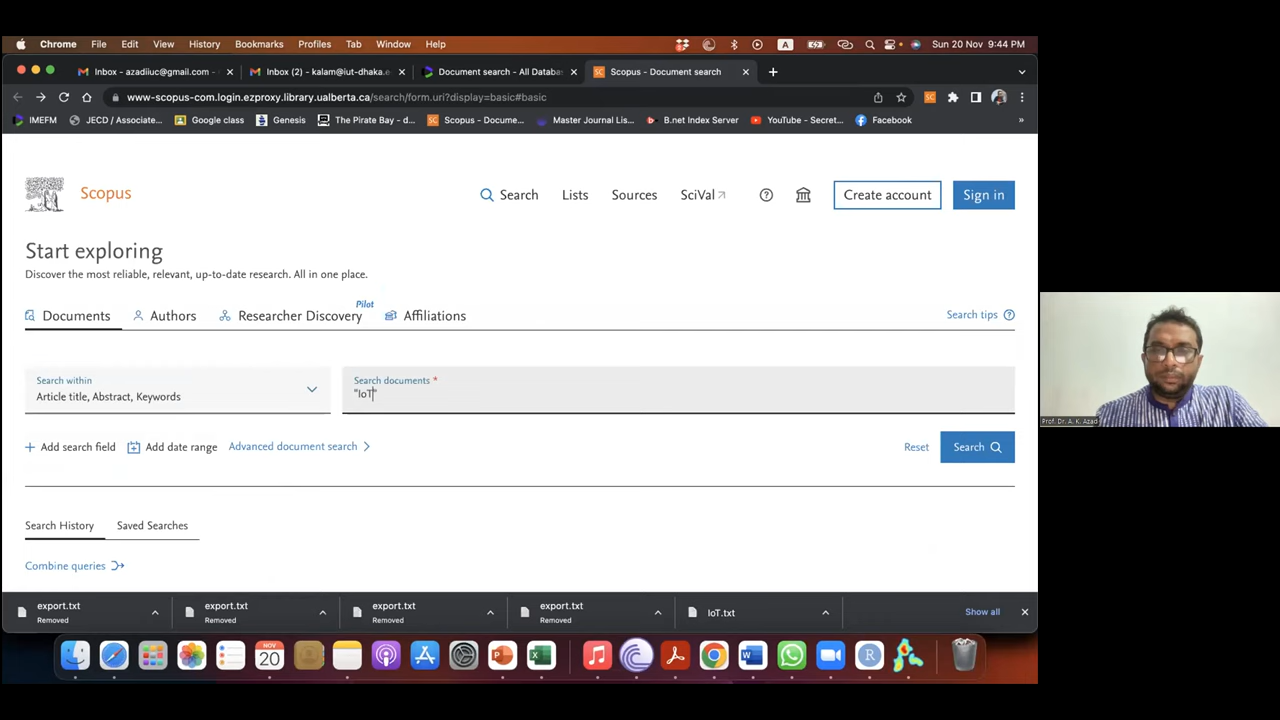 Chrome File Edit View History Bookmarks Profiles Tab Window Help A Sun 20 Nov 9:44 PM
Inbox - azadiiuc@gmail.com - Inbox (2) - kalam@iut-dhaka.e Document search - All Databa SC Scopus - Document search
www-scopus-com.login.ezproxy.library.ualberta.ca/search/form.uri?display=basic#basic SC
IMEFM JECD / Associate... Google class Genesis The Pirate Bay - d... SC Scopus - Docume... Master Journal Lis... b B.net Index Server YouTube - Secret... Facebook »
Scopus
Search Lists Sources SciVal Create account Sign in
Start exploring
Discover the most reliable, relevant, up-to-date research. All in one place.
Pilot
Documents Authors Researcher Discovery Affiliations Search tips
Search within
Article title, Abstract, Keywords
Search documents *
"IoT"
Add search field Add date range Advanced document search Reset Search
Search History Saved Searches
Combine queries
export.txt
Removed
export.txt
Removed
export.txt
Removed
export.txt
Removed
IoT.txt
Show all
NOV
20
Prof. Dr. A. K. Azad